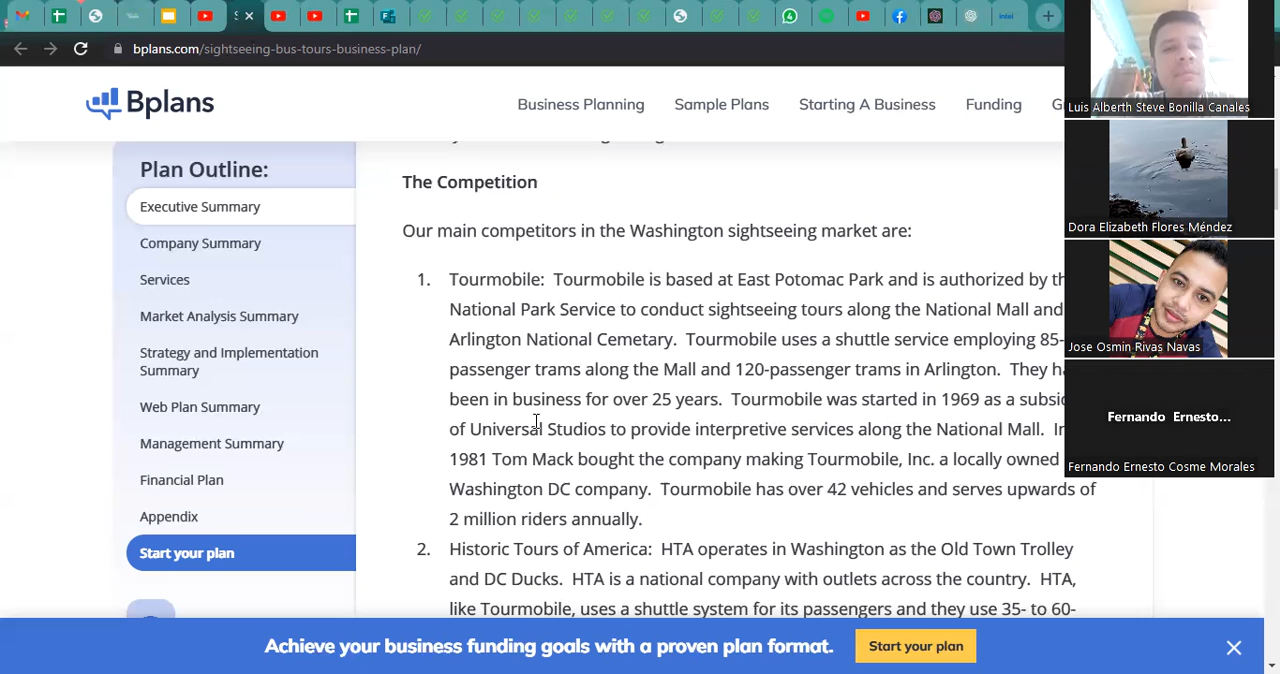 bplans.com/sightseeing-bus-tours-business-plan/
Bplans
Business Planning
Sample Plans
Starting A Business
Funding
Plan Outline:
Executive Summary
Company Summary
Services
Market Analysis Summary
Strategy and Implementation
Summary
Web Plan Summary
Management Summary
Financial Plan
Appendix
Start your plan
The Competition
Our main competitors in the Washington sightseeing market are:
1. Tourmobile: Tourmobile is based at East Potomac Park and is authorized by
National Park Service to conduct sightseeing tours along the National Mall and
Arlington National Cemetary. Tourmobile uses a shuttle service employing 85-
passenger trams along the Mall and 120-passenger trams in Arlington. They
been in business for over 25 years. Tourmobile was started in 1969 as a
of Universal Studios to provide interpretive services along the National Mall.
1981 Tom Mack bought the company making Tourmobile, Inc. a locally owned
Washington DC company. Tourmobile has over 42 vehicles and serves upwards of
2 million riders annually.
2. Historic Tours of America: HTA operates in Washington as the Old Town Trolley
and DC Ducks. HTA is a national company with outlets across the country. HTA,
like Tourmobile, uses a shuttle system for its passengers and they use 35- to 60-
Achieve your business funding goals with a proven plan format.
Start your plan
Luis Alberth Steve Bonilla Canales
Dora Elizabeth Flores Méndez
Jose Osmin Rivas Navas
Fernando Ernesto...
Fernando Ernesto Cosme Morales